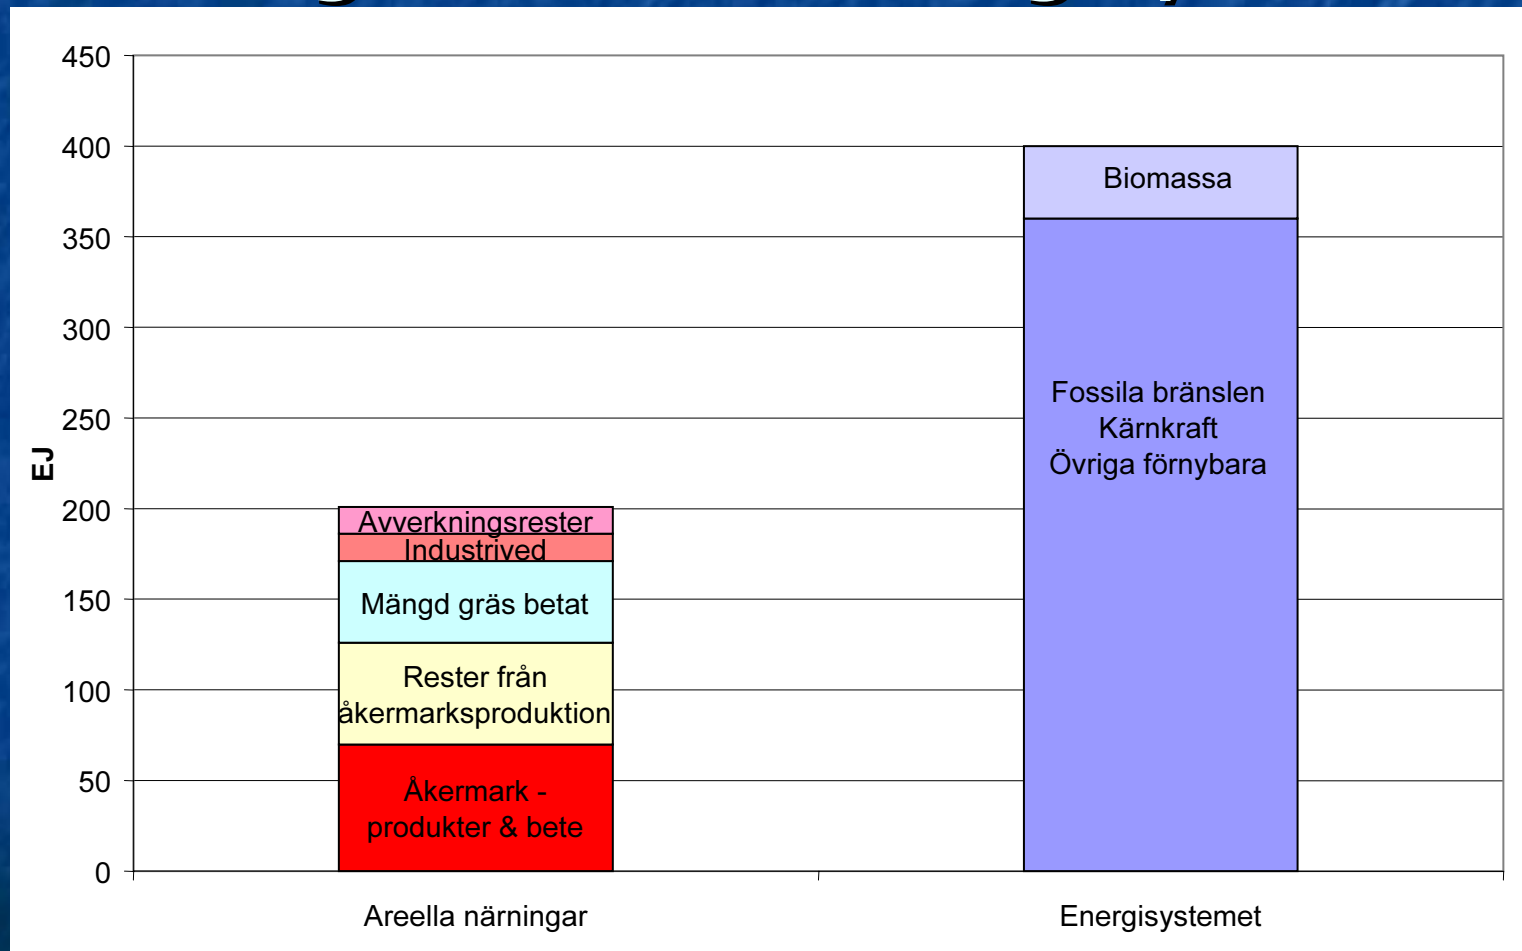 450
400
350
300
250
200
150
100
50
0
EJ
Avverkningsrester
Industrived
Mängd gräs betat
Rester från
åkermarksproduktion
Åkermark -
produkter & bete
Biomassa
Fossila bränslen
Kärnkraft
Övriga förnybara
Areella näringar
Energisystemet